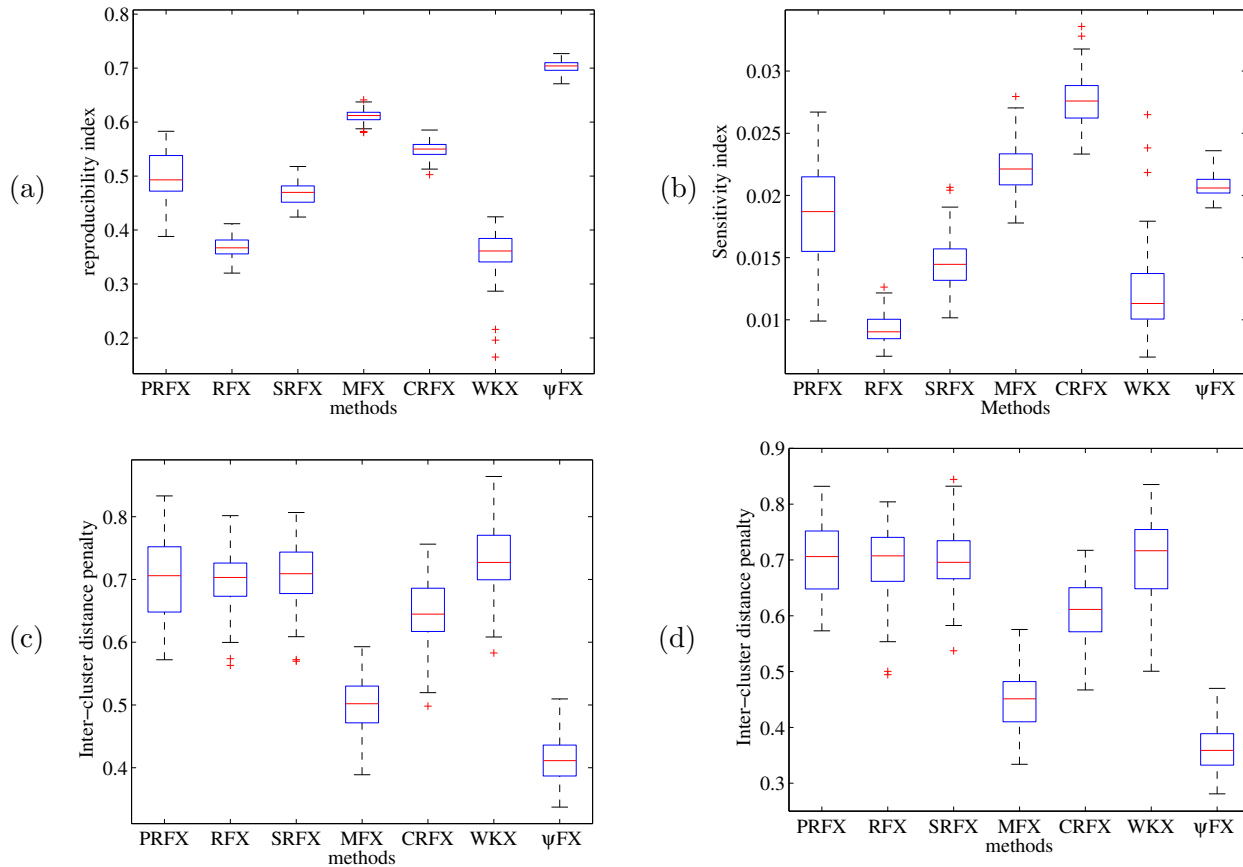 (a)
reproducibility index
0.8
0.7
0.6
0.5
0.4
0.3
0.2
PRFX RFX SRFX MFX CRFX WKX ψFX
methods
(b)
Sensitivity index
0.03
0.025
0.02
0.015
0.01
PRFX RFX SRFX MFX CRFX WKX ψFX
Methods
(c)
Inter−cluster distance penalty
0.8
0.7
0.6
0.5
0.4
PRFX RFX SRFX MFX CRFX WKX ψFX
methods
(d)
Inter−cluster distance penalty
0.9
0.8
0.7
0.6
0.5
0.4
0.3
PRFX RFX SRFX MFX CRFX WKX ψFX
methods